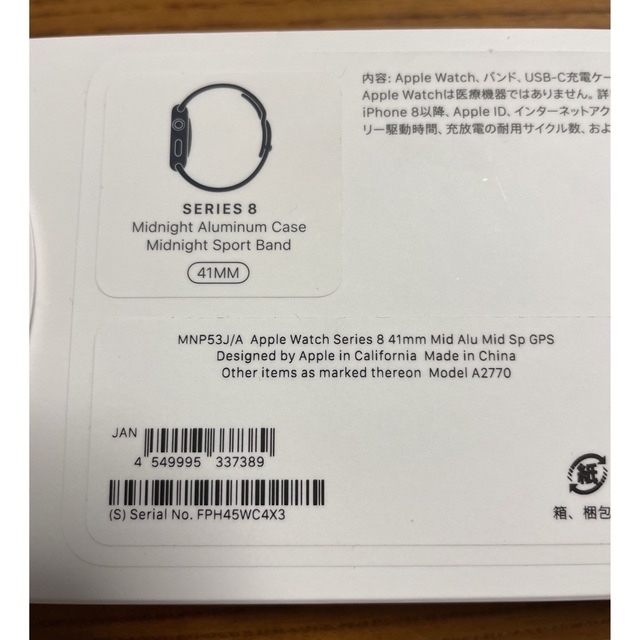 SERIES 8
Midnight Aluminum Case
Midnight Sport Band
41MM
内容: Apple Watch、バンド、USB-C充電ケー
Apple Watchは医療機器ではありません。詳
iPhone 8以降、Apple ID、インターネットアク
リー駆動時間、充放電の耐用サイクル数、およ
MNP53J/A Apple Watch Series 8 41mm Mid Alu Mid Sp GPS
Designed by Apple in California Made in China
Other items as marked thereon Model A2770
JAN
4 549995 337389
(S) Serial No. FPH45WC4X3
紙
箱、梱包